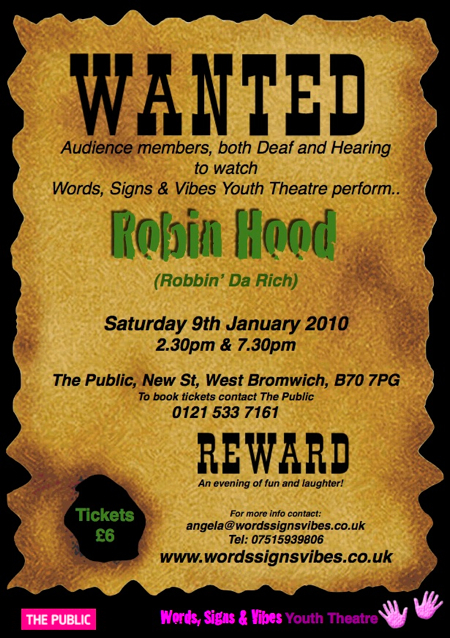 WANTED
Audience members, both Deaf and Hearing
to watch
Words, Signs & Vibes Youth Theatre perform..
Robin Hood
(Robbin' Da Rich)
Saturday 9th January 2010
2.30pm & 7.30pm
The Public, New St, West Bromwich, B70 7PG
To book tickets contact The Public
0121 533 7161
REWARD
An evening of fun and laughter!
Tickets
£6
For more info contact:
angela@wordssignsvibes.co.uk
Tel: 07515939806
www.wordssignsvibes.co.uk
THE PUBLIC
Words, Signs & Vibes Youth Theatre